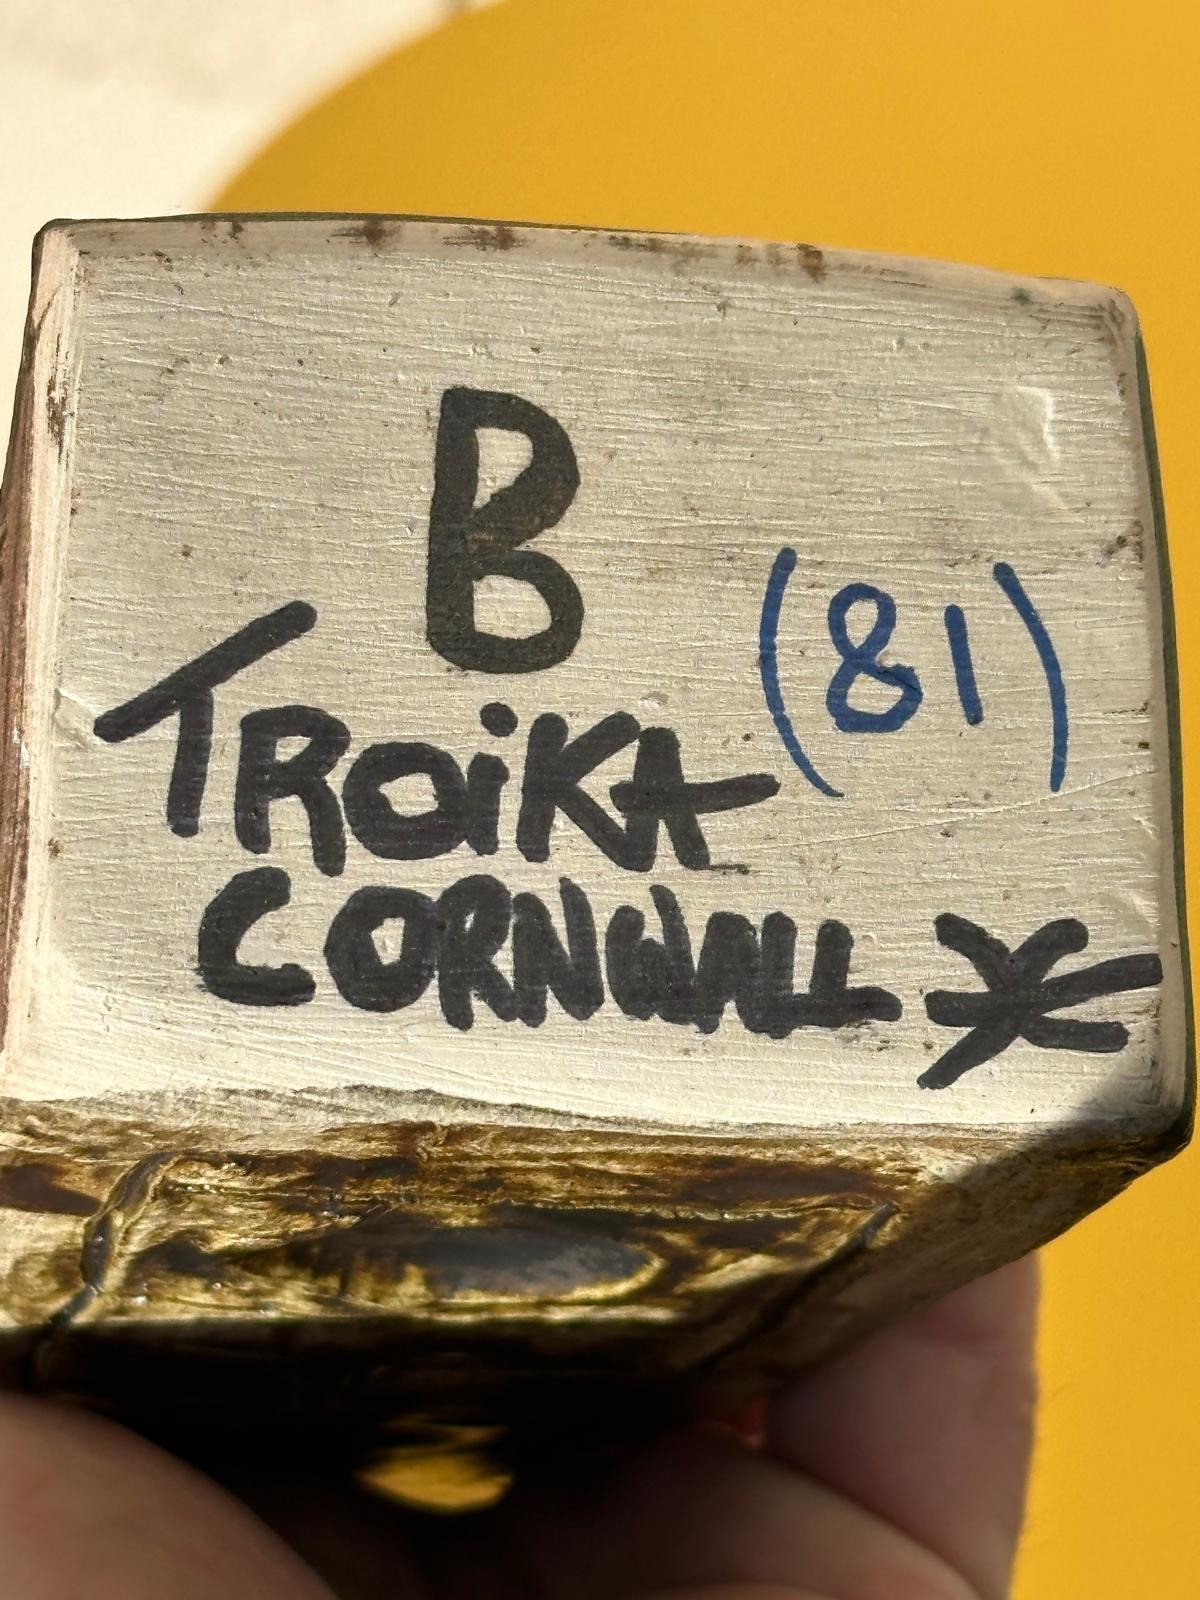 B
(81)
TROiKA
CORNWALL